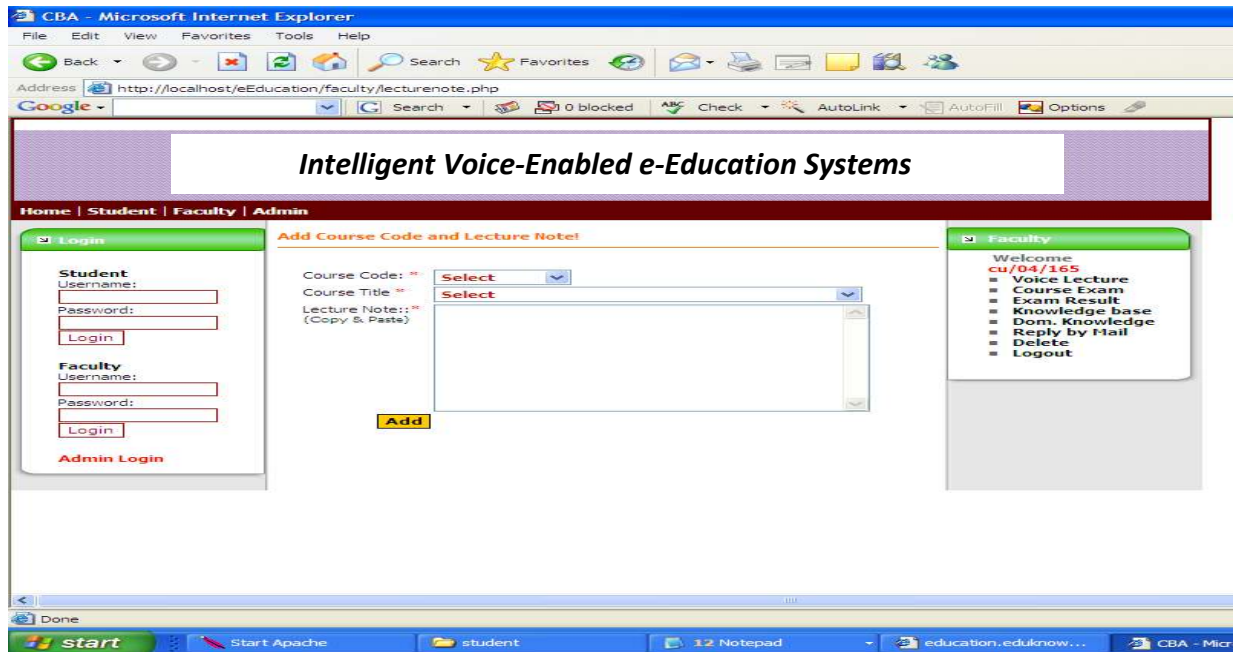 CBA - Microsoft Internet Explorer
File Edit View Favorites Tools Help
Back Search Favorites
Address http://localhost/eEducation/faculty/lecturenote.php
Google - Search 0 blocked ABC Check AutoLink AutoFill Options
Intelligent Voice-Enabled e-Education Systems
Home | Student | Faculty | Admin
Login
Student
Username:
Password:
Login
Faculty
Username:
Password:
Login
Admin Login
Add Course Code and Lecture Note!
Course Code: * Select
Course Title * Select
Lecture Note::*
(Copy & Paste)
Add
Faculty
Welcome
cu/04/165
Voice Lecture
Course Exam
Exam Result
Knowledge base
Dom. Knowledge
Reply by Mail
Delete
Logout
Done
start Start Apache student 12 Notepad education.eduknow... CBA - Micr